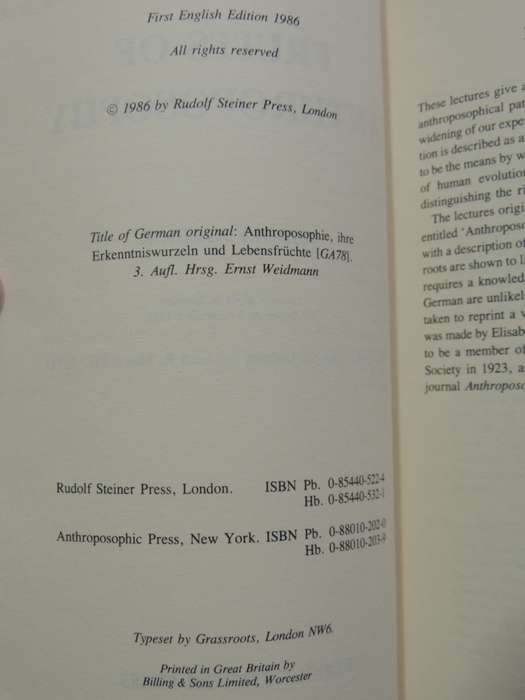 First English Edition 1986
All rights reserved
© 1986 by Rudolf Steiner Press, London
Title of German original: Anthroposophie, ihre
Erkenntniswurzeln und Lebensfrüchte [GA78].
3. Aufl. Hrsg. Ernst Weidmann
Rudolf Steiner Press, London. ISBN Pb. 0-85440-522-4
Hb. 0-85440-532-1
Anthroposophic Press, New York. ISBN Pb. 0-88010-202-0
Hb. 0-88010-203-9
Typeset by Grassroots, London NW6.
Printed in Great Britain by
Billing & Sons Limited, Worcester
These lectures give a
anthroposophical pat
widening of our expe
tion is described as a
to be the means by w
of human evolution
distinguishing the ri
The lectures origi
entitled 'Anthropos
with a description of
roots are shown to l
requires a knowled
German are unlikel
taken to reprint a v
was made by Elisab
to be a member of
Society in 1923, a
journal Anthroposo